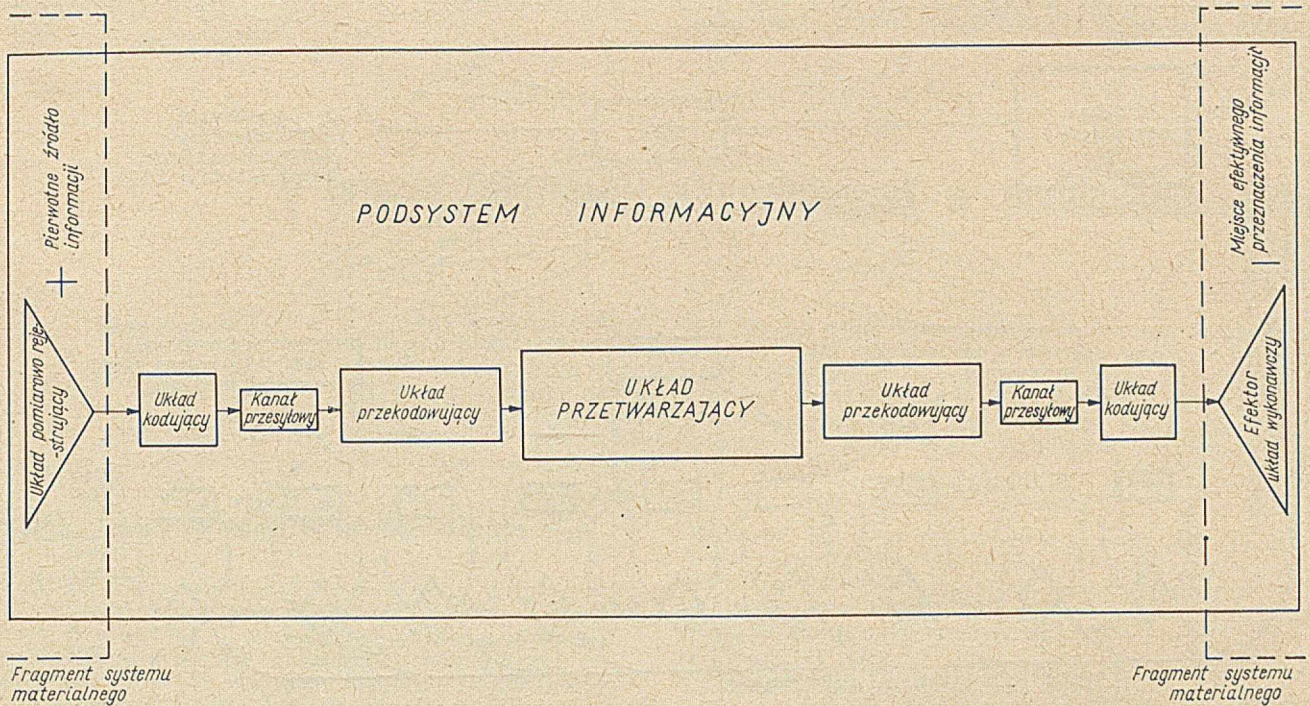 Pierwotne źródło
informacji
Miejsce efektywnego
przeznaczenia informacji
PODSYSTEM INFORMACYJNY
Układ pomiarowo reje-
-strujący
Układ
kodujący
Kanał
przesyłowy
Układ
przekodowujący
UKŁAD
PRZETWARZAJĄCY
Układ
przekodowujący
Kanał
przesyłowy
Układ
kodujący
Efektor
układ wykonawczy
Fragment systemu
materialnego
Fragment systemu
materialnego